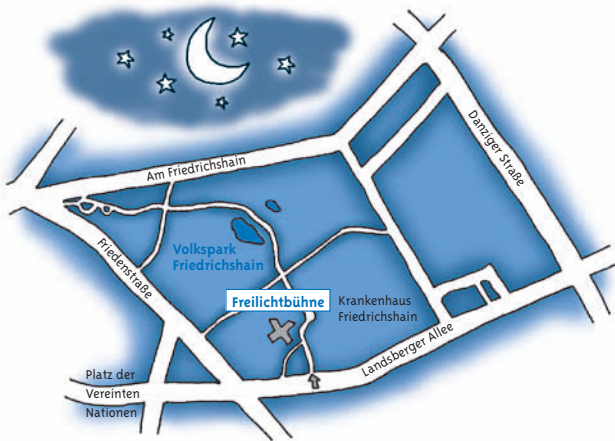 Am Friedrichshain
Danziger Straße
Friedenstraße
Volkspark
Friedrichshain
Freilichtbühne
Krankenhaus
Friedrichshain
Landsberger Allee
Platz der
Vereinten
Nationen